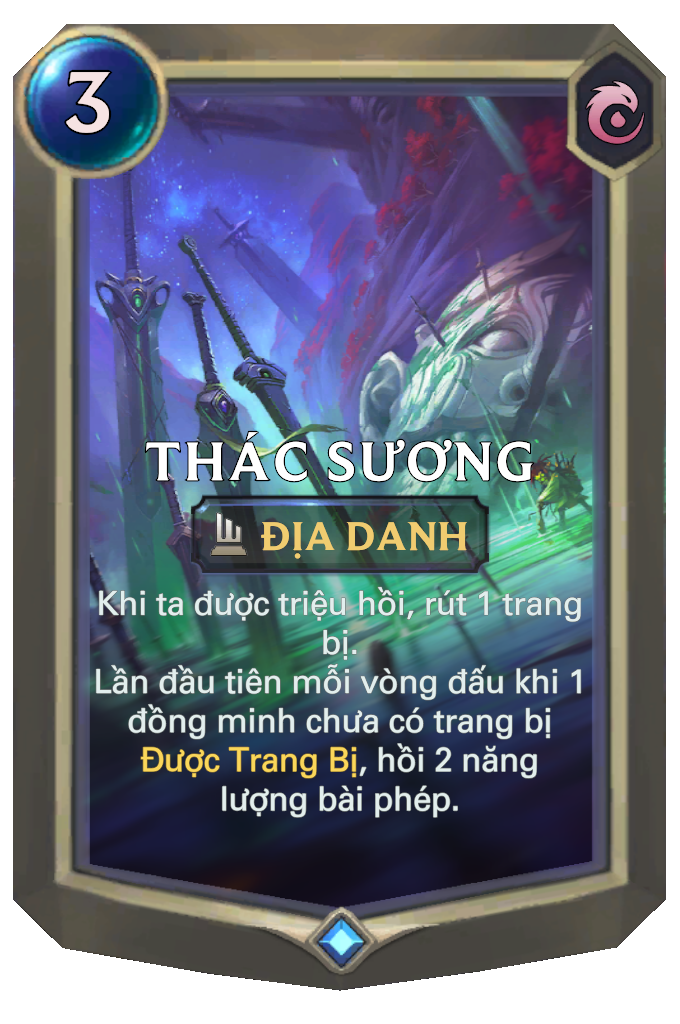 3
THÁC SƯƠNG
ĐỊA DANH
Khi ta được triệu hồi, rút 1 trang
bị.
Lần đầu tiên mỗi vòng đấu khi 1
đồng minh chưa có trang bị
Được Trang Bị, hồi 2 năng
lượng bài phép.